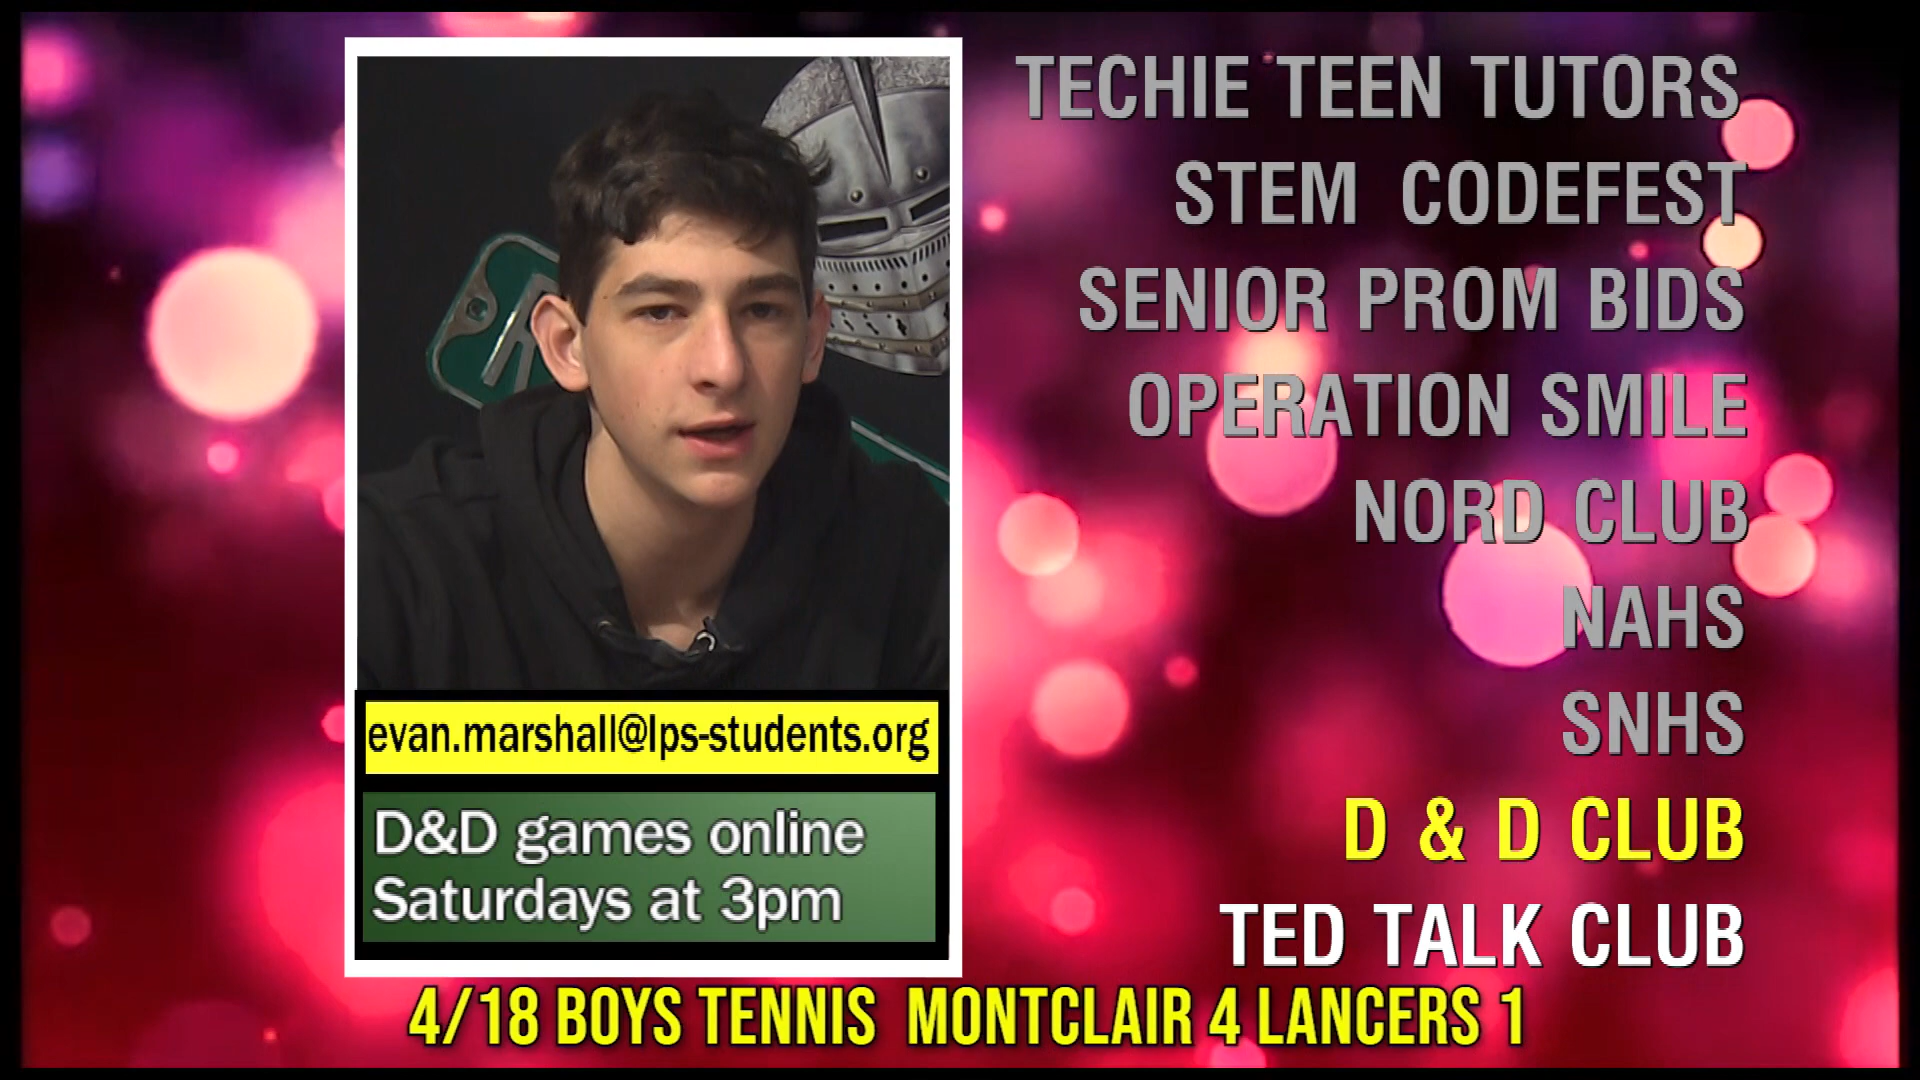 TECHIE TEEN TUTORS
STEM CODEFEST
SENIOR PROM BIDS
OPERATION SMILE
NORD CLUB
NAHS
SNHS
D & D CLUB
TED TALK CLUB
R
evan.marshall@lps-students.org
D&D games online
Saturdays at 3pm
4/18 BOYS TENNIS MONTCLAIR 4 LANCERS 1